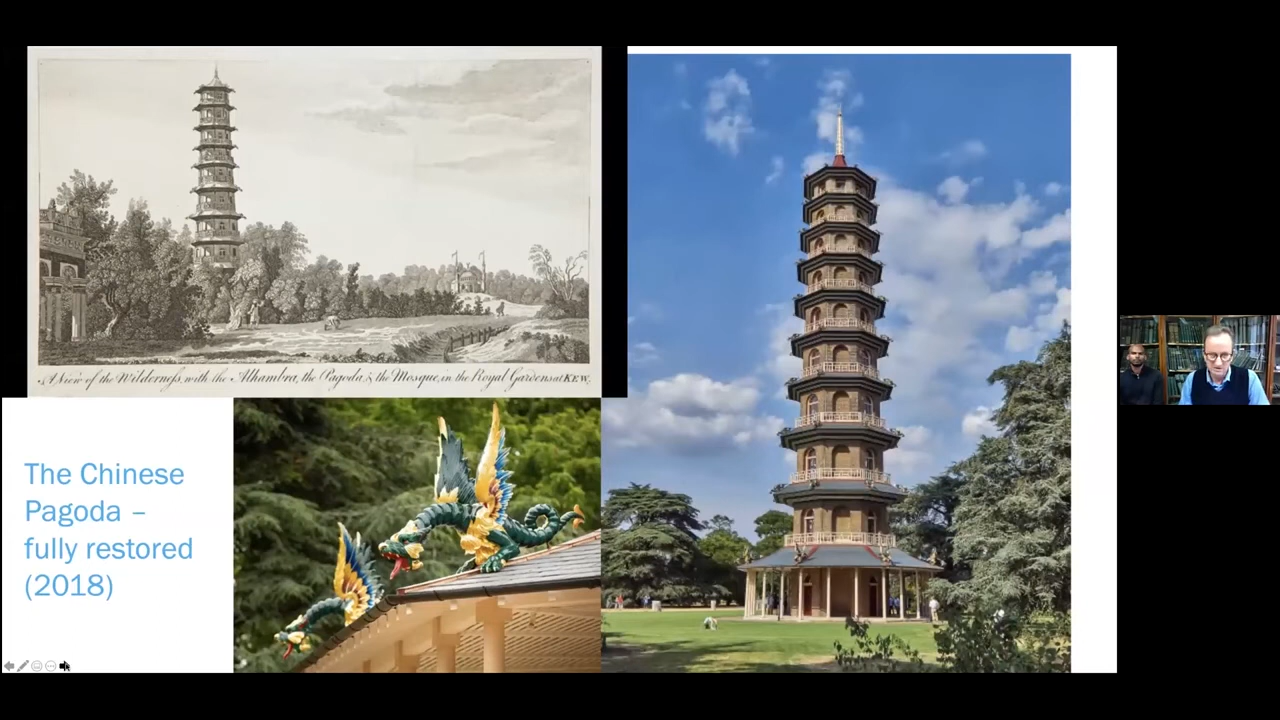 A View of the Wilderneſs, with the Alhambra, the Pagoda, & the Mosque, in the Royal Gardens at KEW.
The Chinese
Pagoda –
fully restored
(2018)